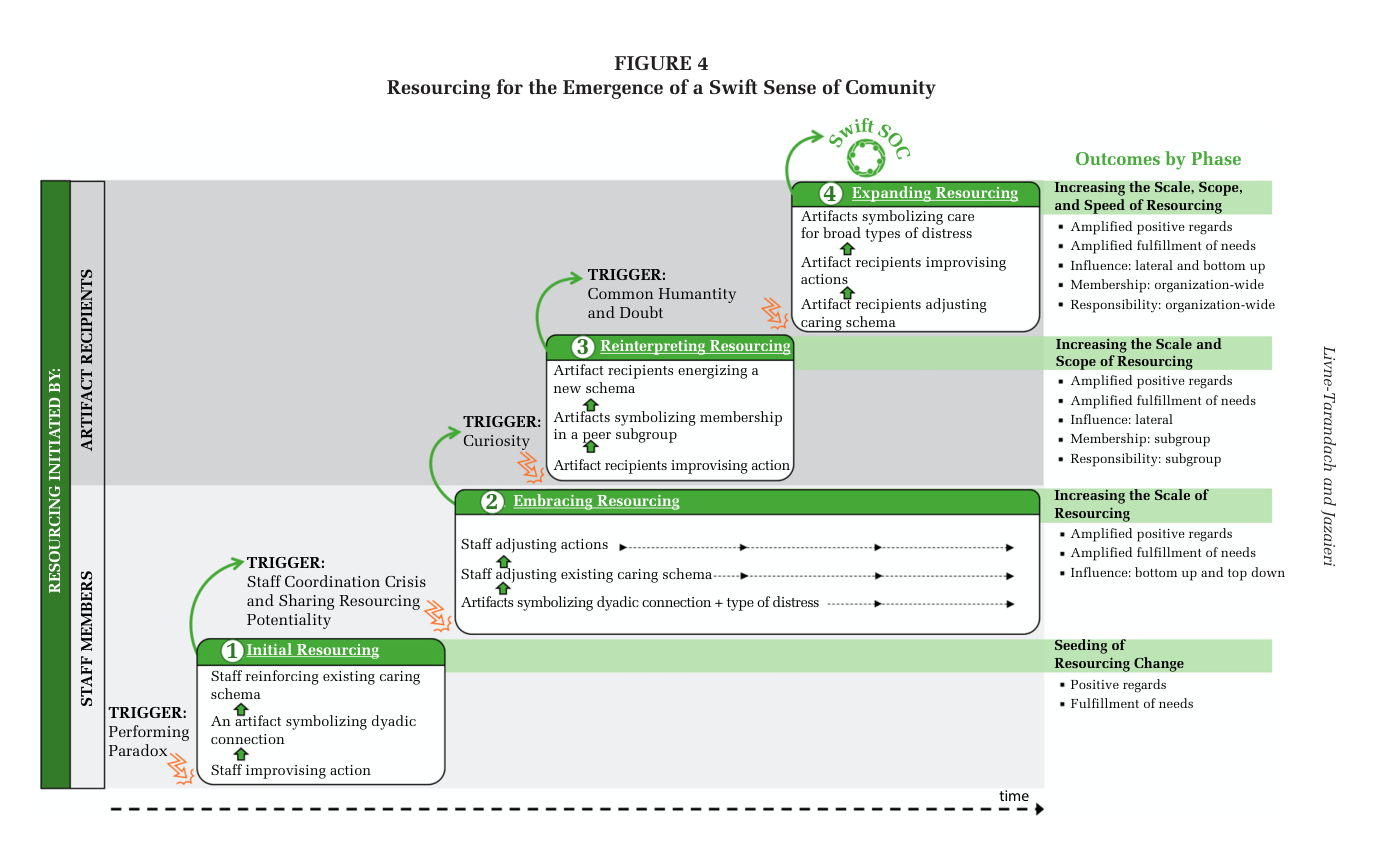 FIGURE 4
Resourcing for the Emergence of a Swift Sense of Comunity
Swift SOC
Outcomes by Phase
RESOURCING INITIATED BY:
ARTIFACT RECIPIENTS
STAFF MEMBERS
4 Expanding Resourcing
Artifacts symbolizing care
for broad types of distress
Artifact recipients improvising
actions
Artifact recipients adjusting
caring schema
Increasing the Scale, Scope,
and Speed of Resourcing
▪ Amplified positive regards
▪ Amplified fulfillment of needs
▪ Influence: lateral and bottom up
▪ Membership: organization-wide
▪ Responsibility: organization-wide
TRIGGER:
Common Humanity
and Doubt
3 Reinterpreting Resourcing
Artifact recipients energizing a
new schema
Artifacts symbolizing membership
in a peer subgroup
Artifact recipients improvising action
Increasing the Scale and
Scope of Resourcing
▪ Amplified positive regards
▪ Amplified fulfillment of needs
▪ Influence: lateral
▪ Membership: subgroup
▪ Responsibility: subgroup
TRIGGER:
Curiosity
2 Embracing Resourcing
Staff adjusting actions
Staff adjusting existing caring schema
Artifacts symbolizing dyadic connection + type of distress
Increasing the Scale of
Resourcing
▪ Amplified positive regards
▪ Amplified fulfillment of needs
▪ Influence: bottom up and top down
TRIGGER:
Staff Coordination Crisis
and Sharing Resourcing
Potentiality
1 Initial Resourcing
Staff reinforcing existing caring
schema
An artifact symbolizing dyadic
connection
Staff improvising action
Seeding of
Resourcing Change
▪ Positive regards
▪ Fulfillment of needs
TRIGGER:
Performing
Paradox
time
Livne-Tarandach and Jazaieri